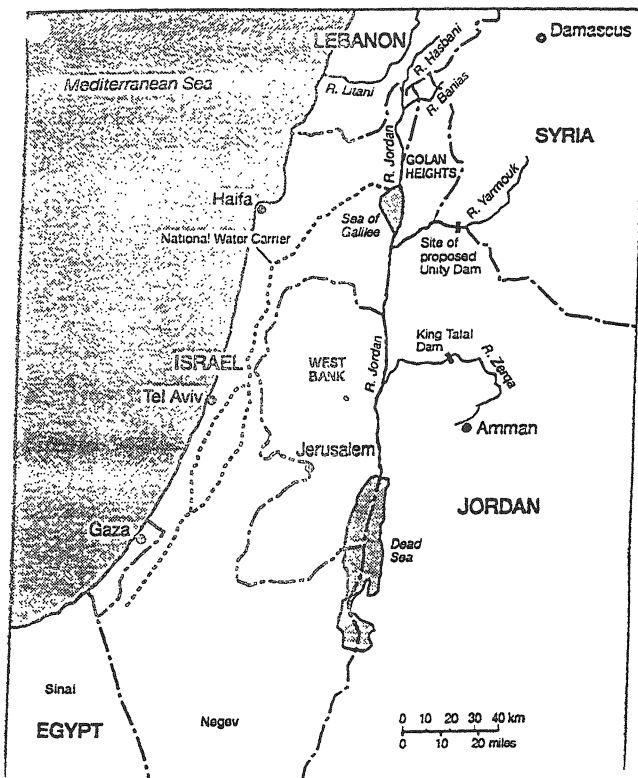 LEBANON
R. Hasbani
Damascus
Mediterranean Sea
R. Litani
R. Banias
SYRIA
R. Jordan
GOLAN
HEIGHTS
R. Yarmouk
Haifa
Sea of
Galilee
National Water Carrier
Site of
proposed
Unity Dam
King Talal
Dam
R. Zerqa
ISRAEL
WEST
BANK
R. Jordan
Tel Aviv
Amman
Jerusalem
JORDAN
Gaza
Dead
Sea
Sinai
EGYPT
Negev
0 10 20 30 40 km
0 10 20 miles